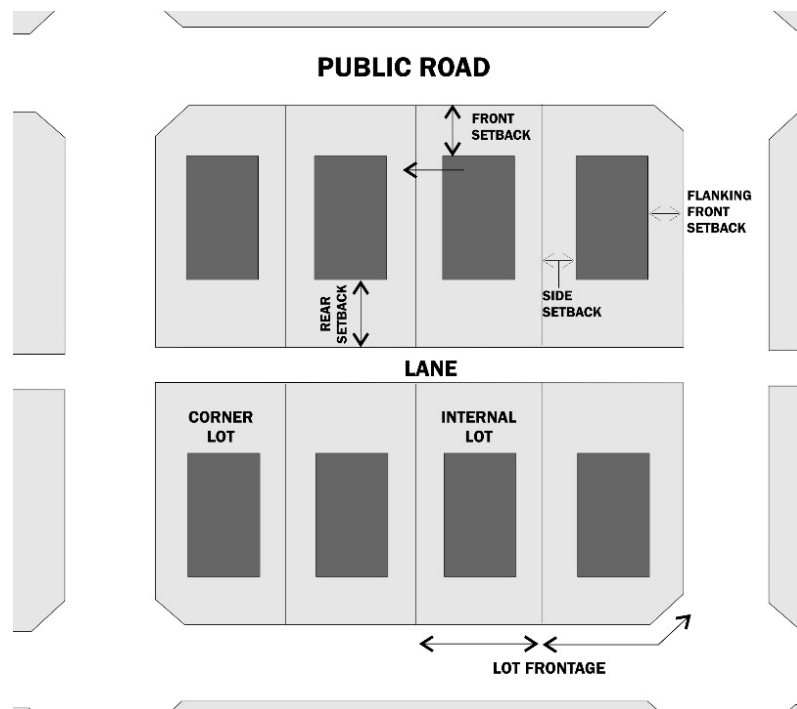 PUBLIC ROAD
FRONT
SETBACK
FLANKING
FRONT
SETBACK
REAR
SETBACK
SIDE
SETBACK
LANE
CORNER
LOT
INTERNAL
LOT
LOT FRONTAGE